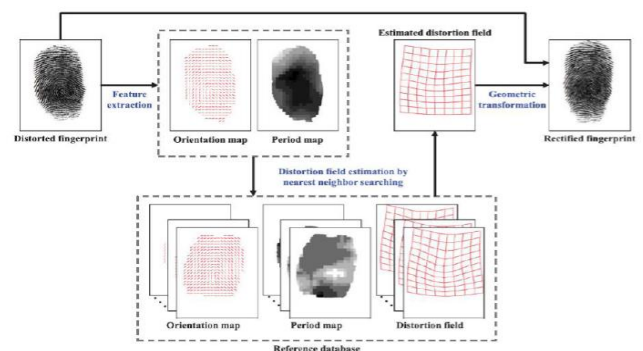 Estimated distortion field
Feature
extraction
Geometric
transformation
Distorted fingerprint
Orientation map
Period map
Rectified fingerprint
Distortion field estimation by
nearest neighbor searching
Orientation map
Period map
Distortion field
Reference database